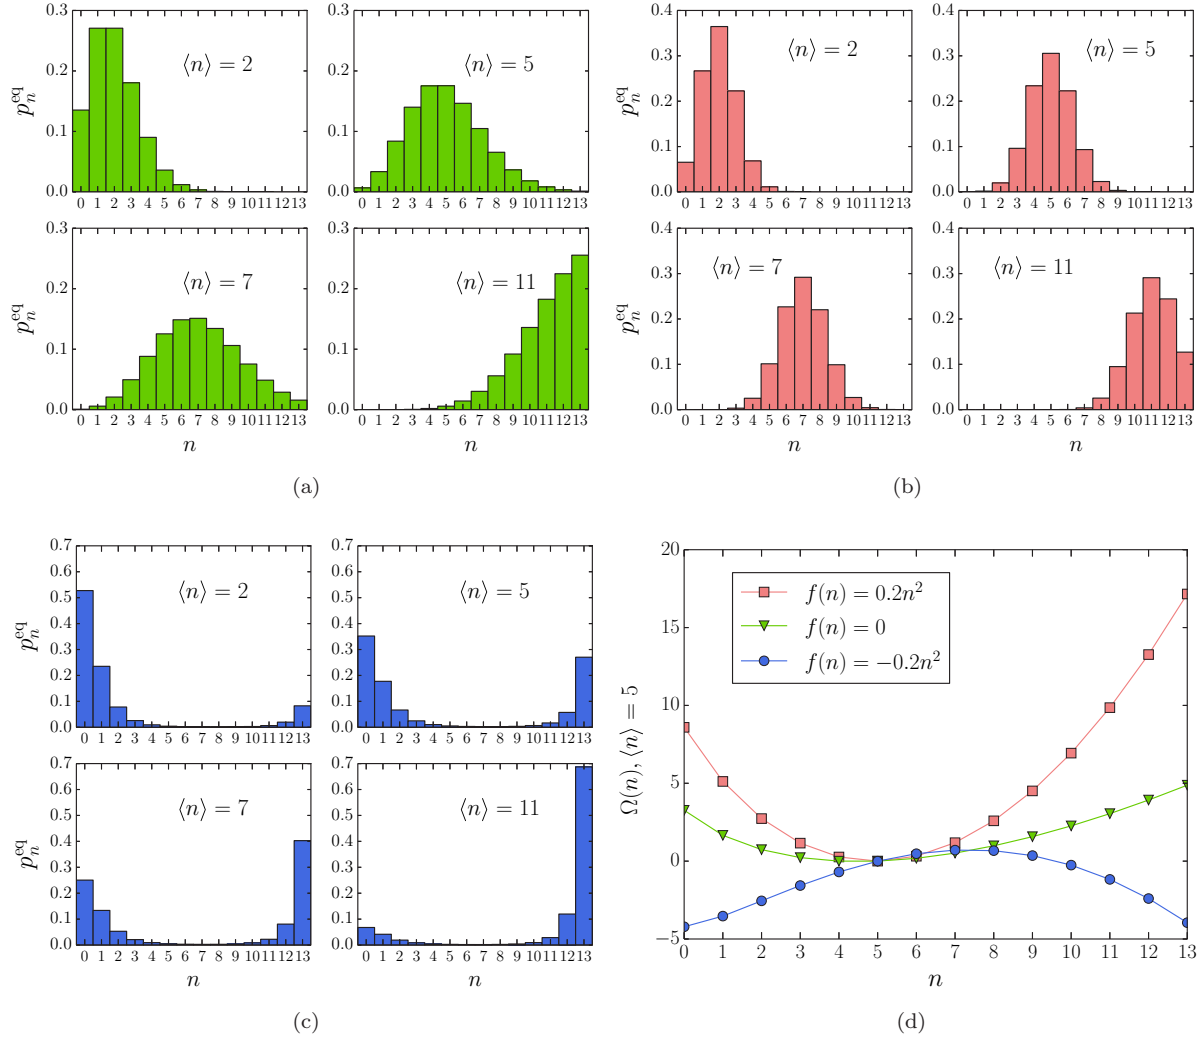 0.3
0.2
0.1
0.0
p_n^eq
⟨n⟩ = 2
0 1 2 3 4 5 6 7 8 9 10 11 12 13
0.3
0.2
0.1
0.0
⟨n⟩ = 5
0 1 2 3 4 5 6 7 8 9 10 11 12 13
0.3
0.2
0.1
0.0
p_n^eq
⟨n⟩ = 7
0 1 2 3 4 5 6 7 8 9 10 11 12 13
n
0.3
0.2
0.1
0.0
⟨n⟩ = 11
0 1 2 3 4 5 6 7 8 9 10 11 12 13
n
(a)
0.4
0.3
0.2
0.1
0.0
p_n^eq
⟨n⟩ = 2
0 1 2 3 4 5 6 7 8 9 10 11 12 13
0.4
0.3
0.2
0.1
0.0
⟨n⟩ = 5
0 1 2 3 4 5 6 7 8 9 10 11 12 13
0.4
0.3
0.2
0.1
0.0
p_n^eq
⟨n⟩ = 7
0 1 2 3 4 5 6 7 8 9 10 11 12 13
n
0.4
0.3
0.2
0.1
0.0
⟨n⟩ = 11
0 1 2 3 4 5 6 7 8 9 10 11 12 13
n
(b)
0.7
0.6
0.5
0.4
0.3
0.2
0.1
0.0
p_n^eq
⟨n⟩ = 2
0 1 2 3 4 5 6 7 8 9 10 11 12 13
0.7
0.6
0.5
0.4
0.3
0.2
0.1
0.0
⟨n⟩ = 5
0 1 2 3 4 5 6 7 8 9 10 11 12 13
0.7
0.6
0.5
0.4
0.3
0.2
0.1
0.0
p_n^eq
⟨n⟩ = 7
0 1 2 3 4 5 6 7 8 9 10 11 12 13
n
0.7
0.6
0.5
0.4
0.3
0.2
0.1
0.0
⟨n⟩ = 11
0 1 2 3 4 5 6 7 8 9 10 11 12 13
n
(c)
20
15
10
5
0
−5
Ω(n), ⟨n⟩ = 5
f(n) = 0.2n²
f(n) = 0
f(n) = −0.2n²
0 1 2 3 4 5 6 7 8 9 10 11 12 13
n
(d)